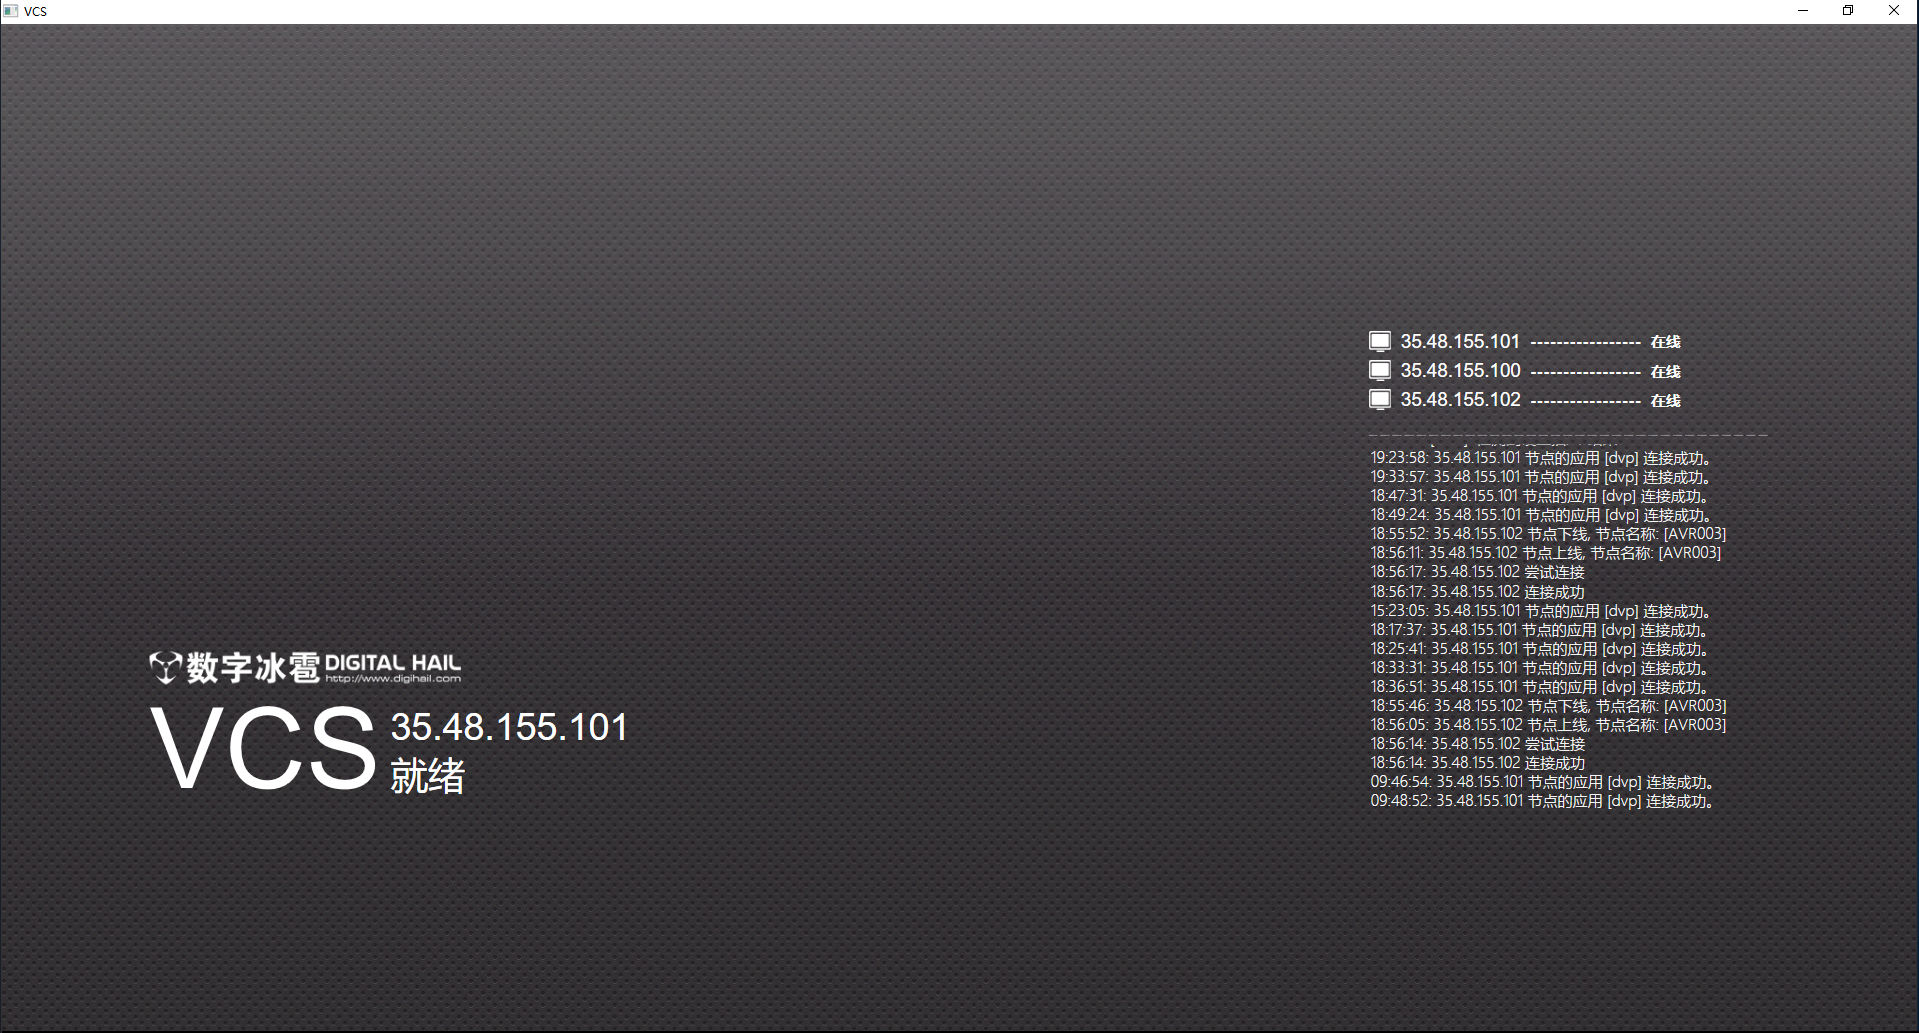 VCS
35.48.155.101 ----------------- 在线
35.48.155.100 ----------------- 在线
35.48.155.102 ----------------- 在线
19:23:58: 35.48.155.101 节点的应用 [dvp] 连接成功。
19:33:57: 35.48.155.101 节点的应用 [dvp] 连接成功。
18:47:31: 35.48.155.101 节点的应用 [dvp] 连接成功。
18:49:24: 35.48.155.101 节点的应用 [dvp] 连接成功。
18:55:52: 35.48.155.102 节点下线, 节点名称: [AVR003]
18:56:11: 35.48.155.102 节点上线, 节点名称: [AVR003]
18:56:17: 35.48.155.102 尝试连接
18:56:17: 35.48.155.102 连接成功
15:23:05: 35.48.155.101 节点的应用 [dvp] 连接成功。
18:17:37: 35.48.155.101 节点的应用 [dvp] 连接成功。
18:25:41: 35.48.155.101 节点的应用 [dvp] 连接成功。
18:33:31: 35.48.155.101 节点的应用 [dvp] 连接成功。
18:36:51: 35.48.155.101 节点的应用 [dvp] 连接成功。
18:55:46: 35.48.155.102 节点下线, 节点名称: [AVR003]
18:56:05: 35.48.155.102 节点上线, 节点名称: [AVR003]
18:56:14: 35.48.155.102 尝试连接
18:56:14: 35.48.155.102 连接成功
09:46:54: 35.48.155.101 节点的应用 [dvp] 连接成功。
09:48:52: 35.48.155.101 节点的应用 [dvp] 连接成功。
数字冰雹 DIGITAL HAIL
http://www.digihail.com
VCS 35.48.155.101
就绪